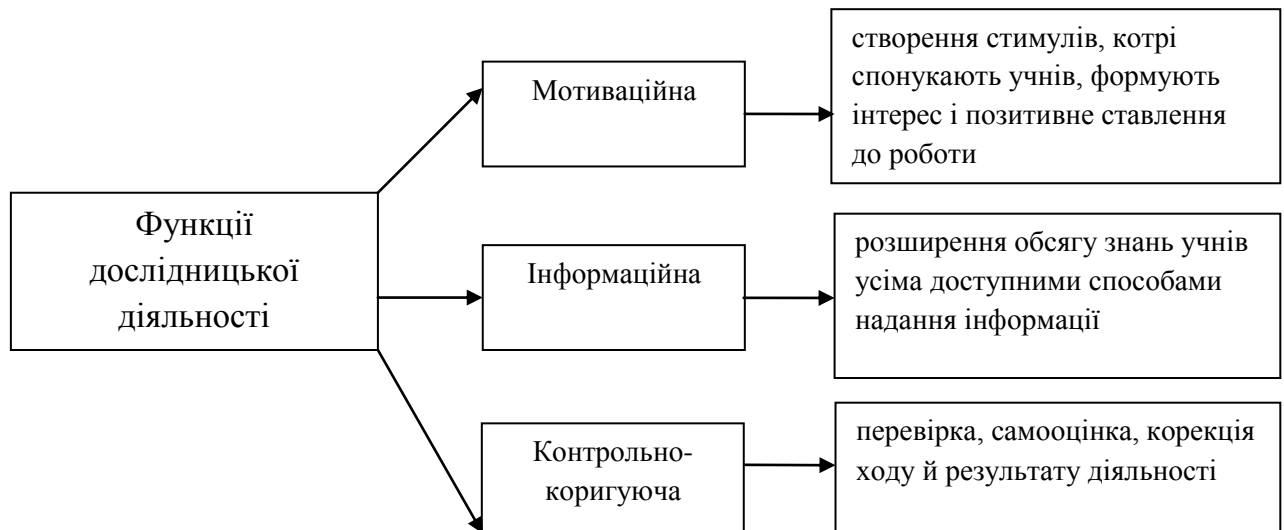 Функції
дослідницької
діяльності
Мотиваційна
створення стимулів, котрі
спонукають учнів, формують
інтерес і позитивне ставлення
до роботи
Інформаційна
розширення обсягу знань учнів
усіма доступними способами
надання інформації
Контрольно-
коригуюча
перевірка, самооцінка, корекція
ходу й результату діяльності